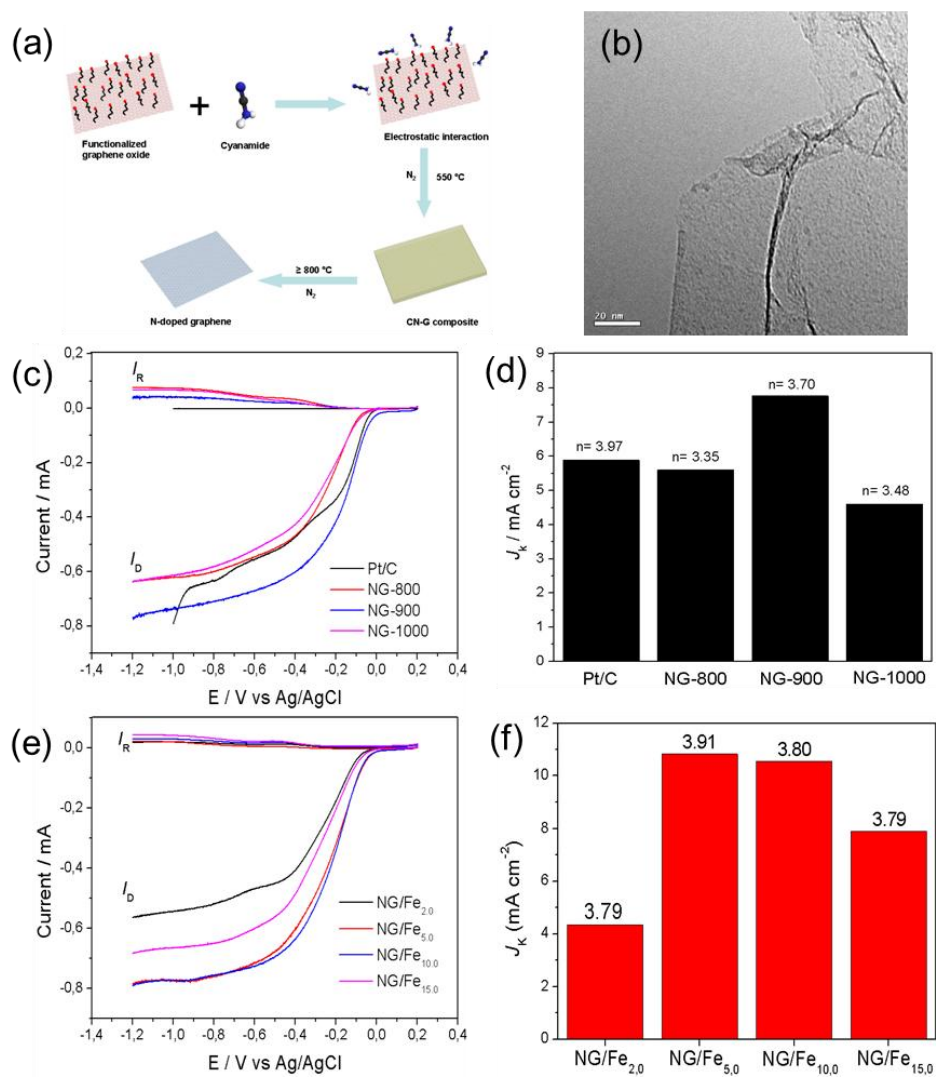 (a)
+
Functionalized
graphene oxide
Cyanamide
Electrostatic interaction
N₂ 550 °C
≥ 800 °C
N₂
N-doped graphene
CN-G composite
(b)
20 nm
(c)
0,2
0,0
-0,2
-0,4
-0,6
-0,8
Current / mA
I_R
I_D
Pt/C
NG-800
NG-900
NG-1000
-1,4 -1,2 -1,0 -0,8 -0,6 -0,4 -0,2 0,0 0,2 0,4
E / V vs Ag/AgCl
(d)
9
8
7
6
5
4
3
2
1
0
J_k / mA cm⁻²
n= 3.97
n= 3.35
n= 3.70
n= 3.48
Pt/C NG-800 NG-900 NG-1000
(e)
0,0
-0,2
-0,4
-0,6
-0,8
Current / mA
I_R
I_D
NG/Fe₂.₀
NG/Fe₅.₀
NG/Fe₁₀.₀
NG/Fe₁₅.₀
-1,4 -1,2 -1,0 -0,8 -0,6 -0,4 -0,2 0,0 0,2 0,4
E / V vs Ag/AgCl
(f)
12
10
8
6
4
2
0
J_K (mA cm⁻²)
3.79
3.91
3.80
3.79
NG/Fe₂,₀ NG/Fe₅,₀ NG/Fe₁₀,₀ NG/Fe₁₅,₀